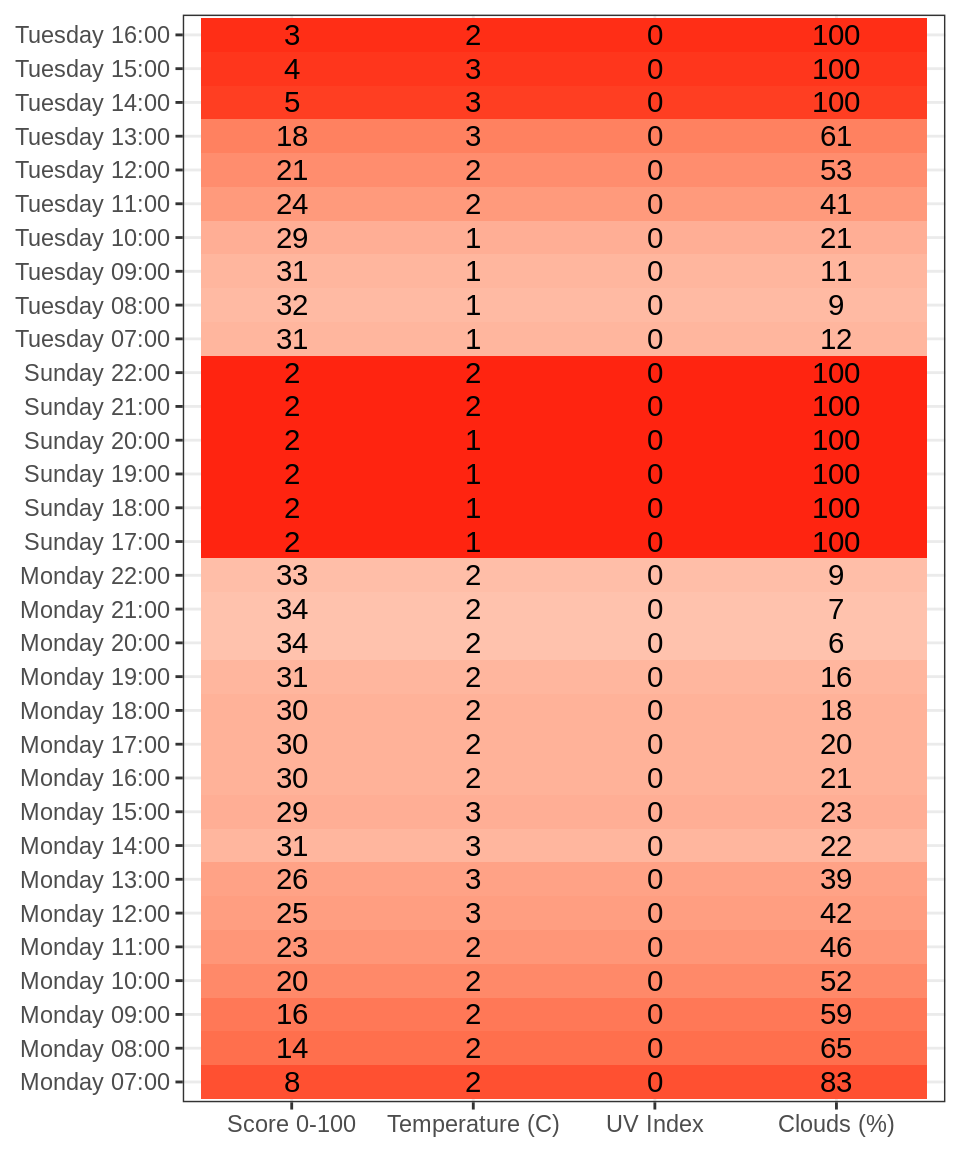 Tuesday 16:00 3 2 0 100
Tuesday 15:00 4 3 0 100
Tuesday 14:00 5 3 0 100
Tuesday 13:00 18 3 0 61
Tuesday 12:00 21 2 0 53
Tuesday 11:00 24 2 0 41
Tuesday 10:00 29 1 0 21
Tuesday 09:00 31 1 0 11
Tuesday 08:00 32 1 0 9
Tuesday 07:00 31 1 0 12
Sunday 22:00 2 2 0 100
Sunday 21:00 2 2 0 100
Sunday 20:00 2 1 0 100
Sunday 19:00 2 1 0 100
Sunday 18:00 2 1 0 100
Sunday 17:00 2 1 0 100
Monday 22:00 33 2 0 9
Monday 21:00 34 2 0 7
Monday 20:00 34 2 0 6
Monday 19:00 31 2 0 16
Monday 18:00 30 2 0 18
Monday 17:00 30 2 0 20
Monday 16:00 30 2 0 21
Monday 15:00 29 3 0 23
Monday 14:00 31 3 0 22
Monday 13:00 26 3 0 39
Monday 12:00 25 3 0 42
Monday 11:00 23 2 0 46
Monday 10:00 20 2 0 52
Monday 09:00 16 2 0 59
Monday 08:00 14 2 0 65
Monday 07:00 8 2 0 83
Score 0-100 Temperature (C) UV Index Clouds (%)